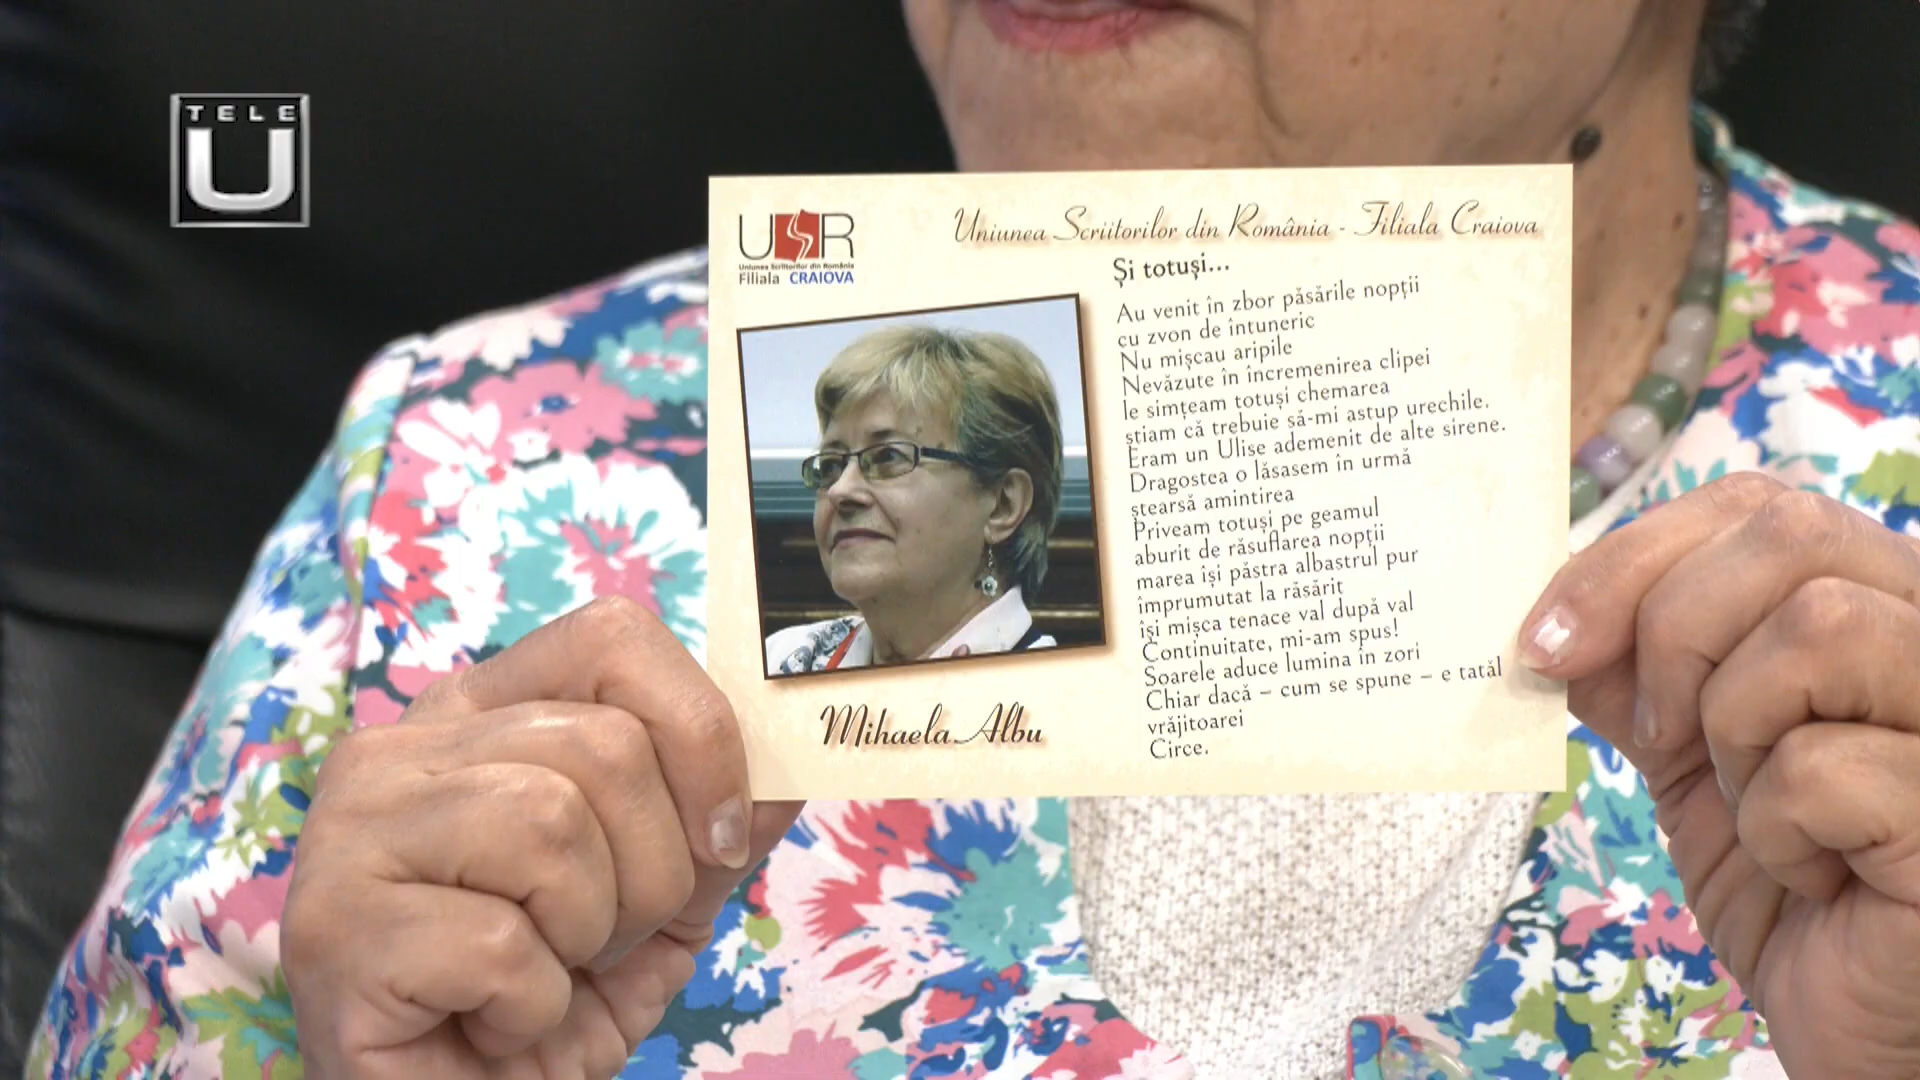 TELE
U
USR
Uniunea Scriitorilor din România
Filiala CRAIOVA
Uniunea Scriitorilor din România - Filiala Craiova
Și totuși...
Au venit în zbor păsările nopții
cu zvon de întuneric
Nu mișcau aripile
Nevăzute în încremenirea clipei
le simțeam totuși chemarea
știam că trebuie să-mi astup urechile.
Eram un Ulise ademenit de alte sirene.
Dragostea o lăsasem în urmă
ștearsă amintirea
Priveam totuși pe geamul
aburit de răsuflarea nopții
marea își păstra albastrul pur
împrumutat la răsărit
își mișca tenace val după val
Continuitate, mi-am spus!
Soarele aduce lumina în zori
Chiar dacă – cum se spune – e tatăl
vrăjitoarei
Circe.
Mihaela Albu